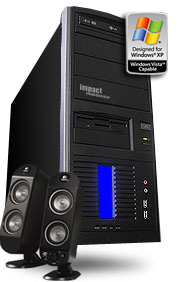 Designed for
Windows® XP
Windows Vista™
Capable
impact